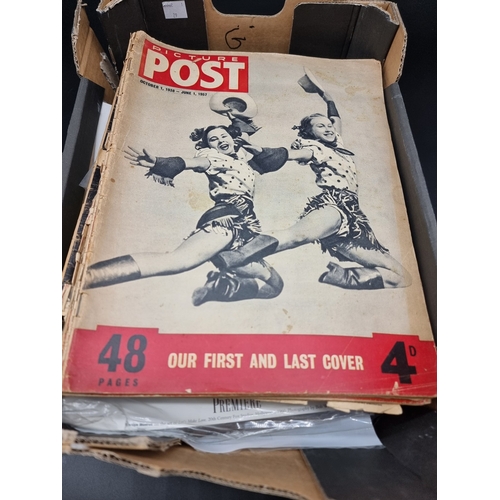 PICTURE
POST
OCTOBER 1, 1938 – JUNE 1, 1957
48
PAGES
OUR FIRST AND LAST COVER
4D
PREMIERE